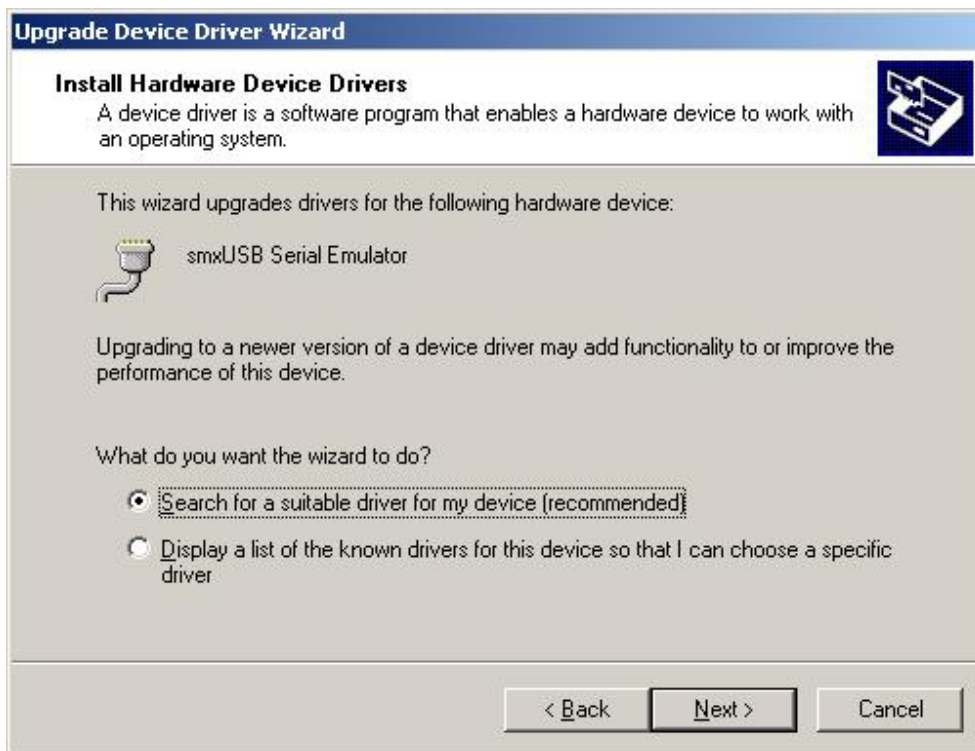 Upgrade Device Driver Wizard
Install Hardware Device Drivers
A device driver is a software program that enables a hardware device to work with
an operating system.
This wizard upgrades drivers for the following hardware device:
smxUSB Serial Emulator
Upgrading to a newer version of a device driver may add functionality to or improve the
performance of this device.
What do you want the wizard to do?
Search for a suitable driver for my device (recommended)
Display a list of the known drivers for this device so that I can choose a specific
driver
< Back Next > Cancel